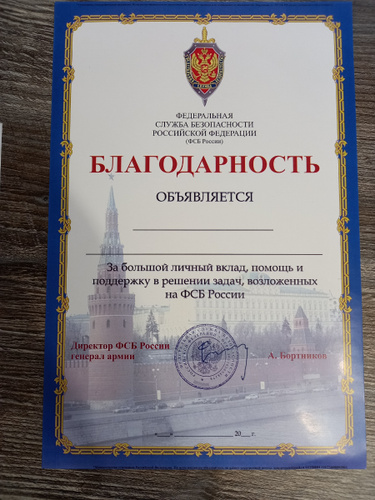 ФЕДЕРАЛЬНАЯ
СЛУЖБА БЕЗОПАСНОСТИ
РОССИЙСКОЙ ФЕДЕРАЦИИ
(ФСБ России)
БЛАГОДАРНОСТЬ
ОБЪЯВЛЯЕТСЯ
За большой личный вклад, помощь и
поддержку в решении задач, возложенных
на ФСБ России
Директор ФСБ России
генерал армии
А. Бортников
20 г.